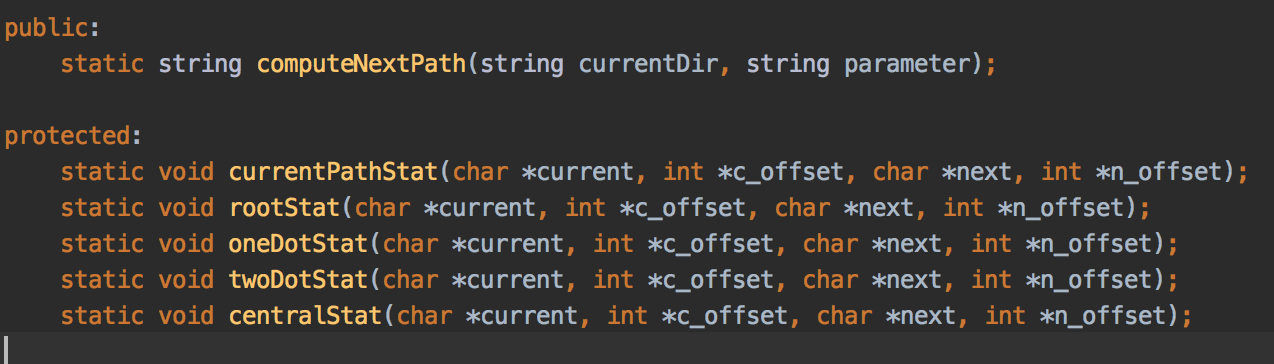 public:
    static string computeNextPath(string currentDir, string parameter);
protected:
    static void currentPathStat(char *current, int *c_offset, char *next, int *n_offset);
    static void rootStat(char *current, int *c_offset, char *next, int *n_offset);
    static void oneDotStat(char *current, int *c_offset, char *next, int *n_offset);
    static void twoDotStat(char *current, int *c_offset, char *next, int *n_offset);
    static void centralStat(char *current, int *c_offset, char *next, int *n_offset);